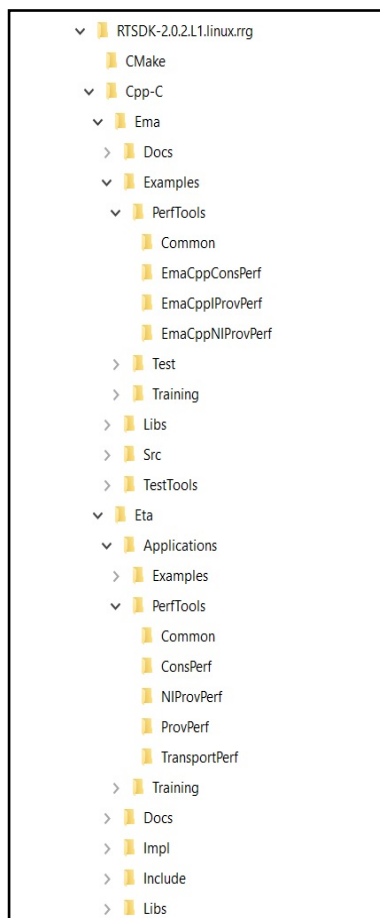 RTSDK-2.0.2.L1.linux.rrg
CMake
Cpp-C
Ema
Docs
Examples
PerfTools
Common
EmaCppConsPerf
EmaCppIProvPerf
EmaCppNIProvPerf
Test
Training
Libs
Src
TestTools
Eta
Applications
Examples
PerfTools
Common
ConsPerf
NIProvPerf
ProvPerf
TransportPerf
Training
Docs
Impl
Include
Libs